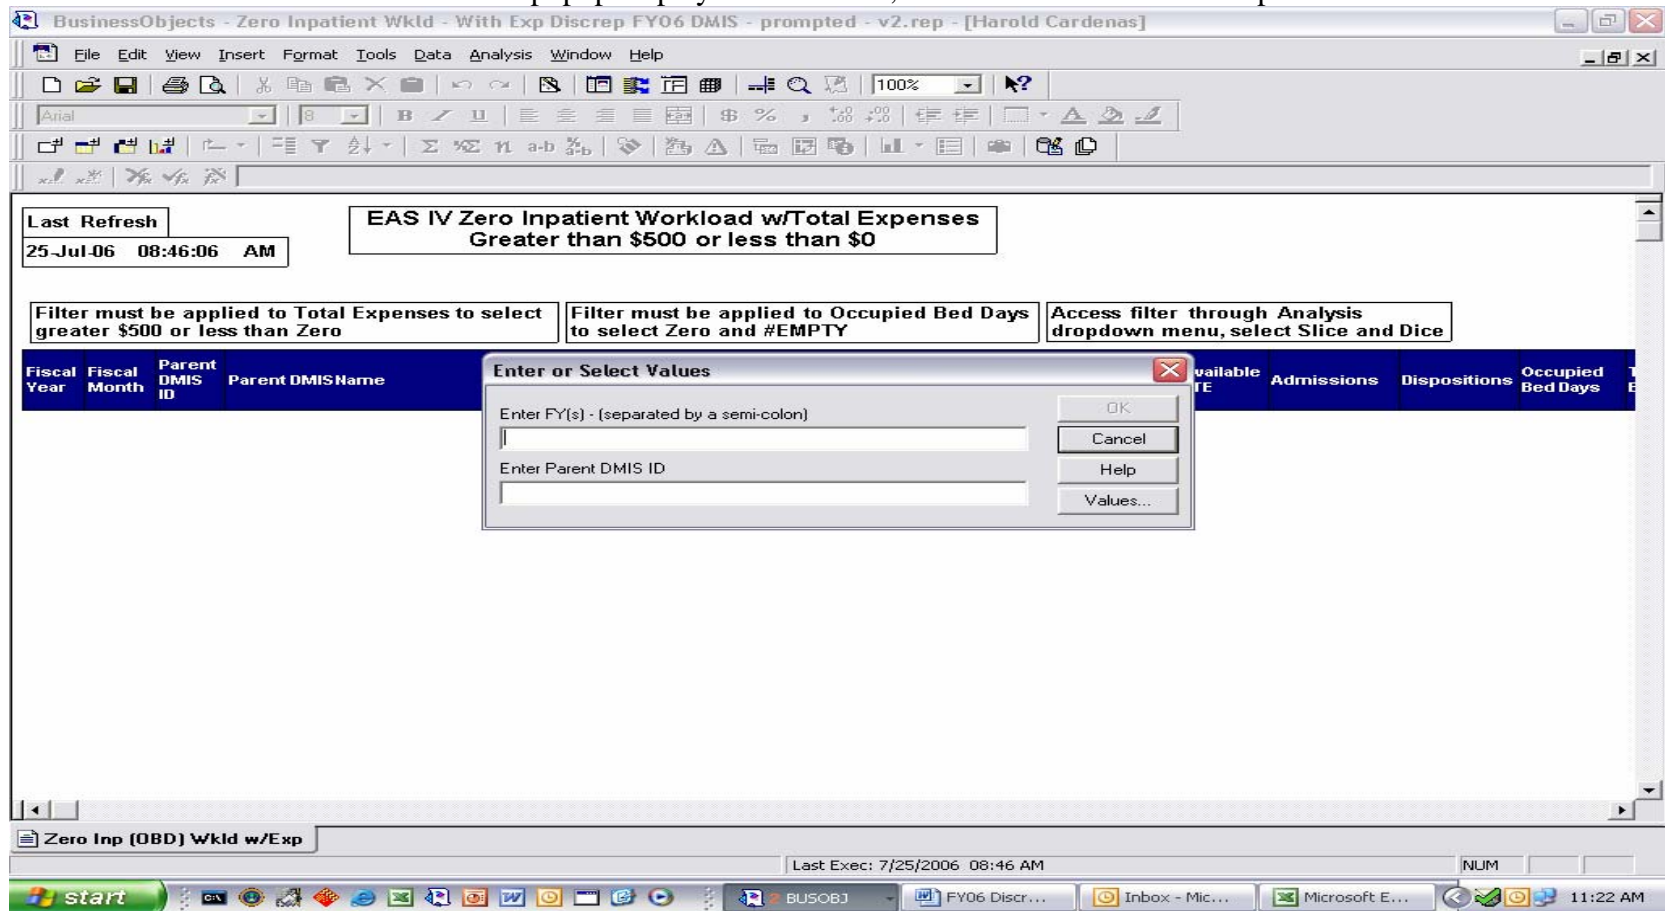 BusinessObjects - Zero Inpatient Wkld - With Exp Discrep FY06 DMIS - prompted - v2.rep - [Harold Cardenas]
File Edit View Insert Format Tools Data Analysis Window Help
100%
Arial 8 B I U $ %
Last Refresh
25-Jul-06 08:46:06 AM
EAS IV Zero Inpatient Workload w/Total Expenses
Greater than $500 or less than $0
Filter must be applied to Total Expenses to select
greater $500 or less than Zero
Filter must be applied to Occupied Bed Days
to select Zero and #EMPTY
Access filter through Analysis
dropdown menu, select Slice and Dice
Fiscal Year
Fiscal Month
Parent DMIS ID
Parent DMIS Name
Admissions
Dispositions
Occupied Bed Days
Enter or Select Values
Enter FY(s) - (separated by a semi-colon)
OK
Cancel
Enter Parent DMIS ID
Help
Values...
Zero Inp (OBD) Wkld w/Exp
Last Exec: 7/25/2006 08:46 AM
NUM
start
2 BUSOBJ
FY06 Discr...
Inbox - Mic...
Microsoft E...
11:22 AM